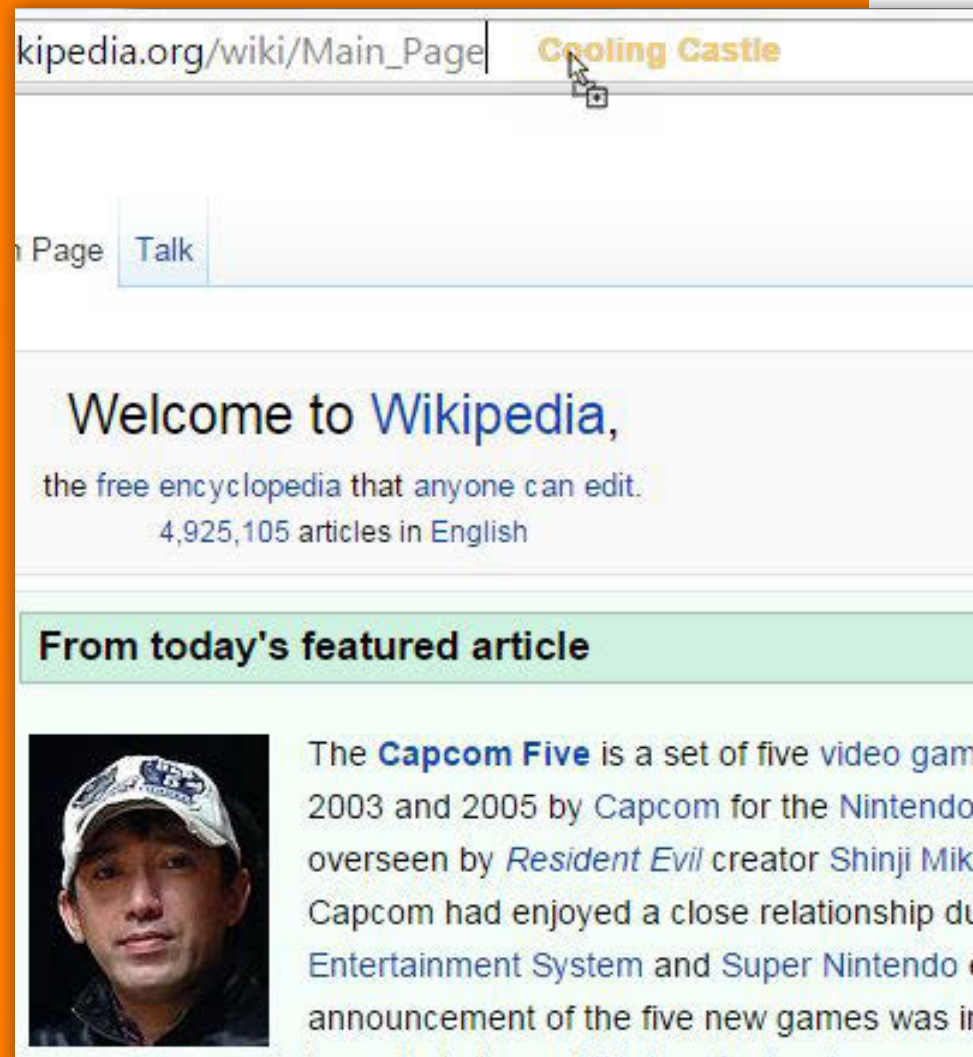 kipedia.org/wiki/Main_Page Cooling Castle
Page Talk
Welcome to Wikipedia,
the free encyclopedia that anyone can edit.
4,925,105 articles in English
From today's featured article
The Capcom Five is a set of five video gam
2003 and 2005 by Capcom for the Nintendo
overseen by Resident Evil creator Shinji Mik
Capcom had enjoyed a close relationship du
Entertainment System and Super Nintendo
announcement of the five new games was in